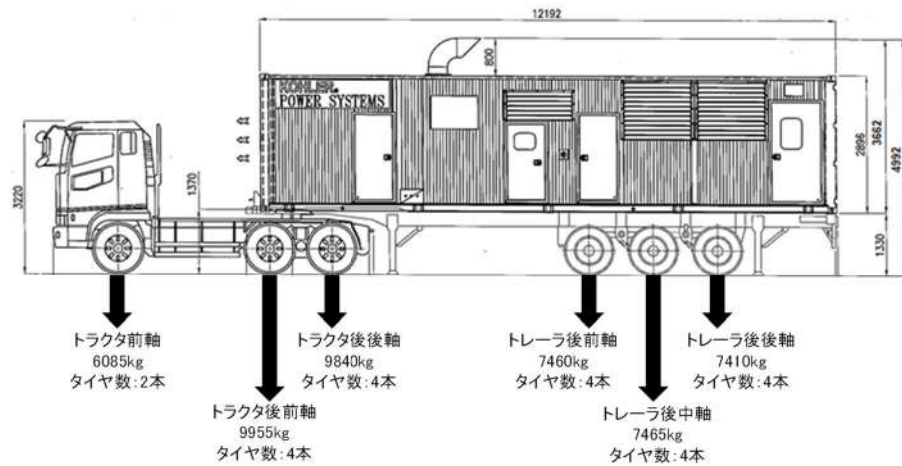 12192
800
KOHLER.
POWER SYSTEMS
3220
1370
2896
3662
4992
1330
トラクタ前軸
6085kg
タイヤ数:2本
トラクタ後後軸
9840kg
タイヤ数:4本
トレーラ後前軸
7460kg
タイヤ数:4本
トレーラ後後軸
7410kg
タイヤ数:4本
トラクタ後前軸
9955kg
タイヤ数:4本
トレーラ後中軸
7465kg
タイヤ数:4本